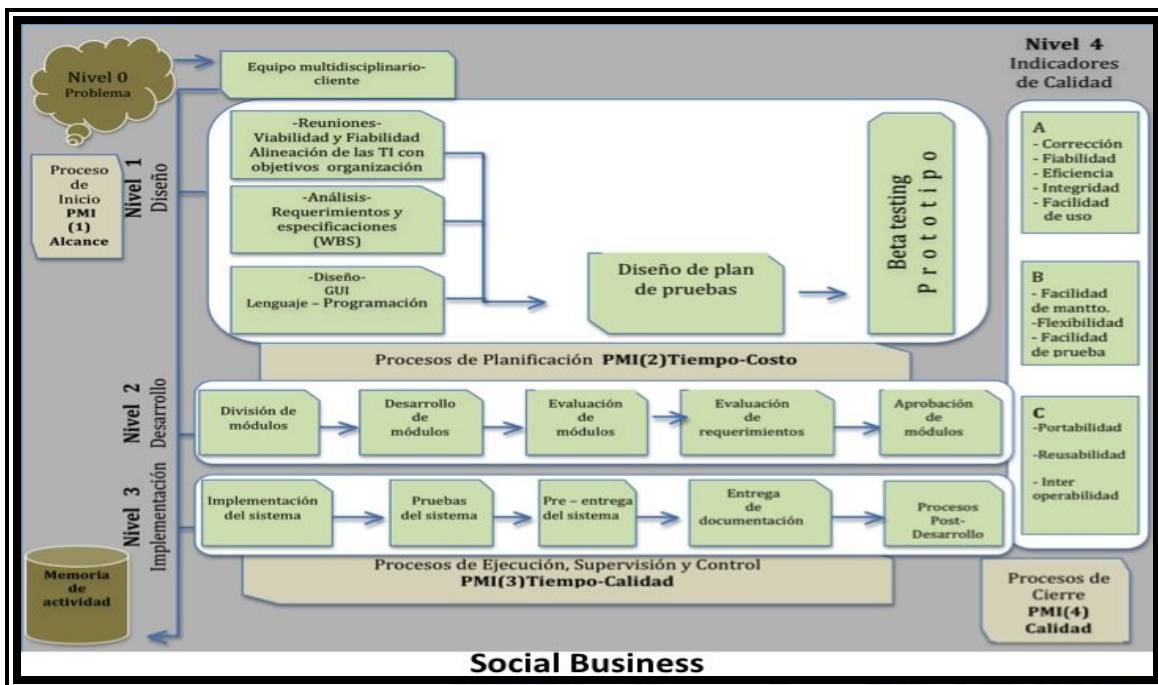 Nivel 0
Problema
Equipo multidisciplinario-
cliente
Nivel 4
Indicadores
de Calidad
Proceso
de
Inicio
PMI
(1)
Alcance
Nivel 1
Diseño
-Reuniones-
Viabilidad y Fiabilidad
Alineación de las TI con
objetivos organización
-Análisis-
Requerimientos y
especificaciones
(WBS)
-Diseño-
GUI
Lenguaje – Programación
Diseño de plan
de pruebas
Beta testing
Prototipo
A
- Corrección
- Fiabilidad
- Eficiencia
- Integridad
- Facilidad
de uso
B
- Facilidad
de mantto.
-Flexibilidad
- Facilidad
de prueba
C
-Portabilidad
-Reusabilidad
- Inter
operabilidad
Procesos de Planificación PMI(2)Tiempo-Costo
Nivel 2
Desarrollo
División de
módulos
Desarrollo
de
módulos
Evaluación
de
módulos
Evaluación
de
requerimientos
Aprobación
de
módulos
Nivel 3
Implementación
Implementación
del sistema
Pruebas
del sistema
Pre – entrega
del sistema
Entrega
de
documentación
Procesos
Post-
Desarrollo
Procesos de Ejecución, Supervisión y Control
PMI(3)Tiempo-Calidad
Memoria
de
actividad
Procesos de
Cierre
PMI(4)
Calidad
Social Business